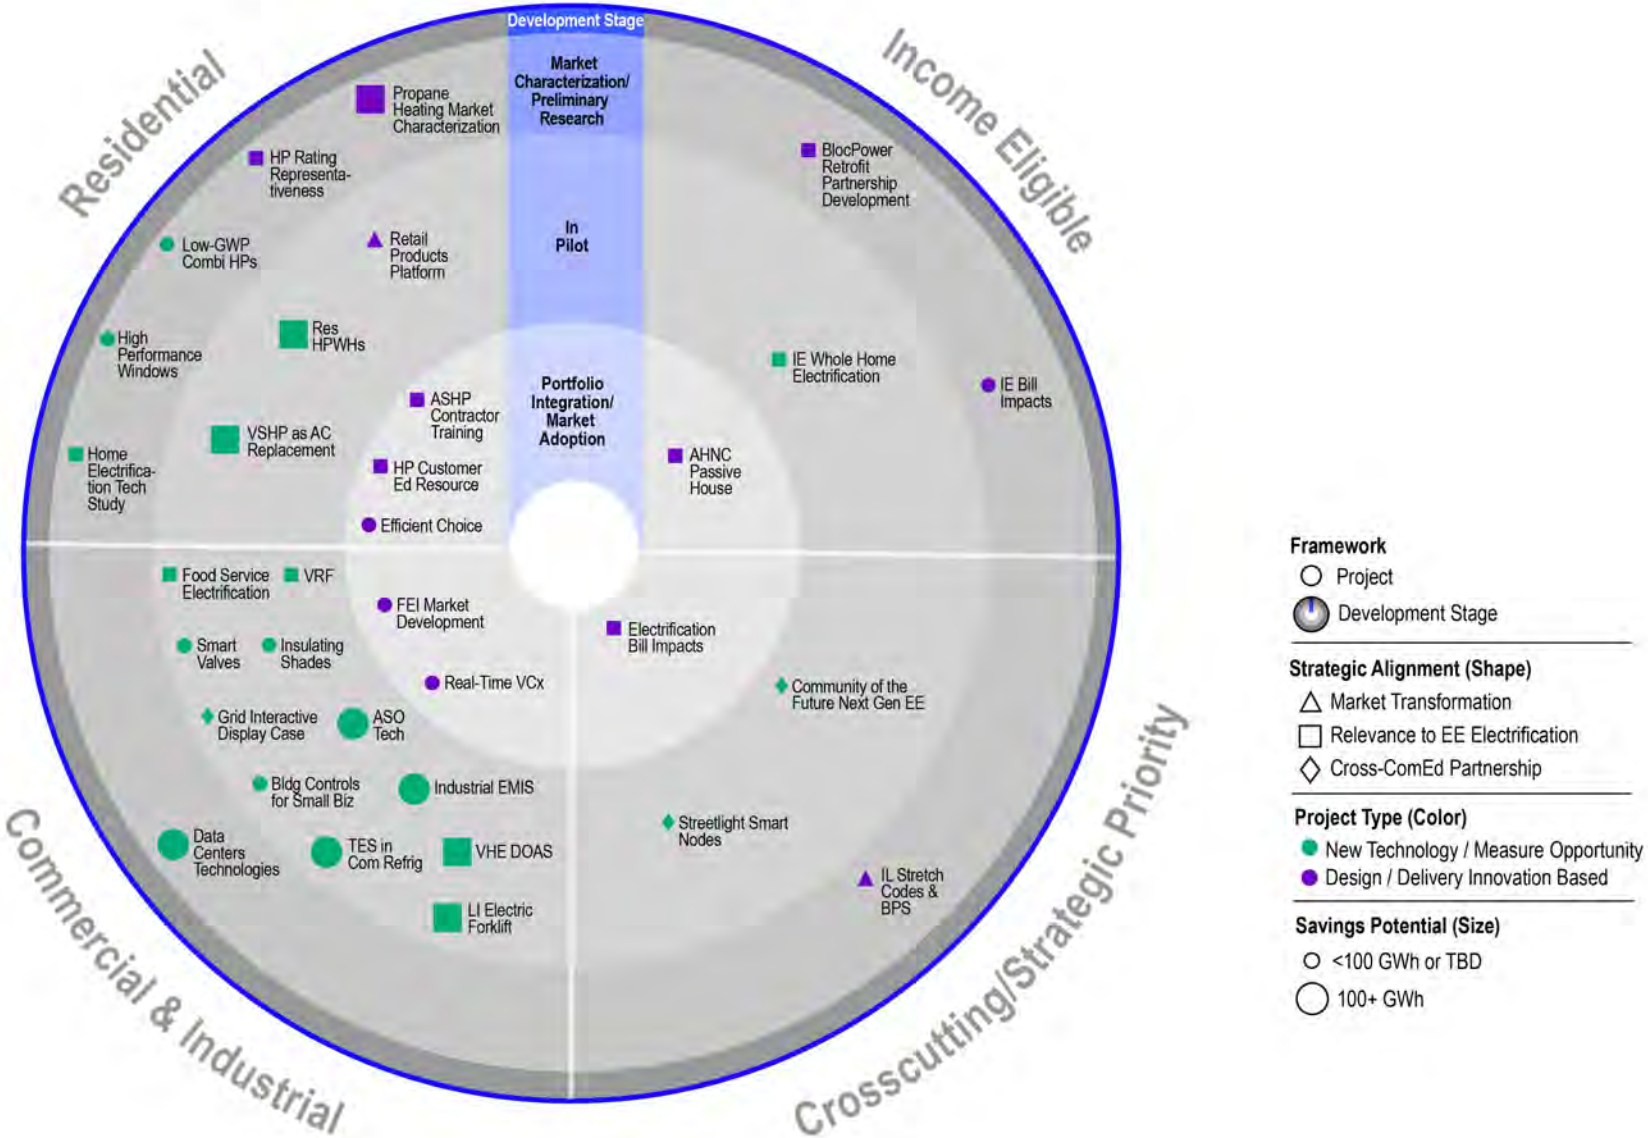 Development Stage
Market
Characterization/
Preliminary
Research
In
Pilot
Portfolio
Integration/
Market
Adoption
Residential
Propane
Heating Market
Characterization
HP Rating
Representa-
tiveness
Low-GWP
Combi HPs
Retail
Products
Platform
High
Performance
Windows
Res
HPWHs
ASHP
Contractor
Training
VSHP as AC
Replacement
Home
Electrifica-
tion Tech
Study
HP Customer
Ed Resource
Efficient Choice
Income Eligible
BlocPower
Retrofit
Partnership
Development
IE Whole Home
Electrification
IE Bill
Impacts
AHNC
Passive
House
Commercial & Industrial
Food Service
Electrification
VRF
FEI Market
Development
Smart
Valves
Insulating
Shades
Real-Time VCx
Grid Interactive
Display Case
ASO
Tech
Bldg Controls
for Small Biz
Industrial EMIS
Data
Centers
Technologies
TES in
Com Refrig
VHE DOAS
LI Electric
Forklift
Crosscutting/Strategic Priority
Electrification
Bill Impacts
Community of the
Future Next Gen EE
Streetlight Smart
Nodes
IL Stretch
Codes &
BPS
Framework
Project
Development Stage
Strategic Alignment (Shape)
Market Transformation
Relevance to EE Electrification
Cross-ComEd Partnership
Project Type (Color)
New Technology / Measure Opportunity
Design / Delivery Innovation Based
Savings Potential (Size)
<100 GWh or TBD
100+ GWh